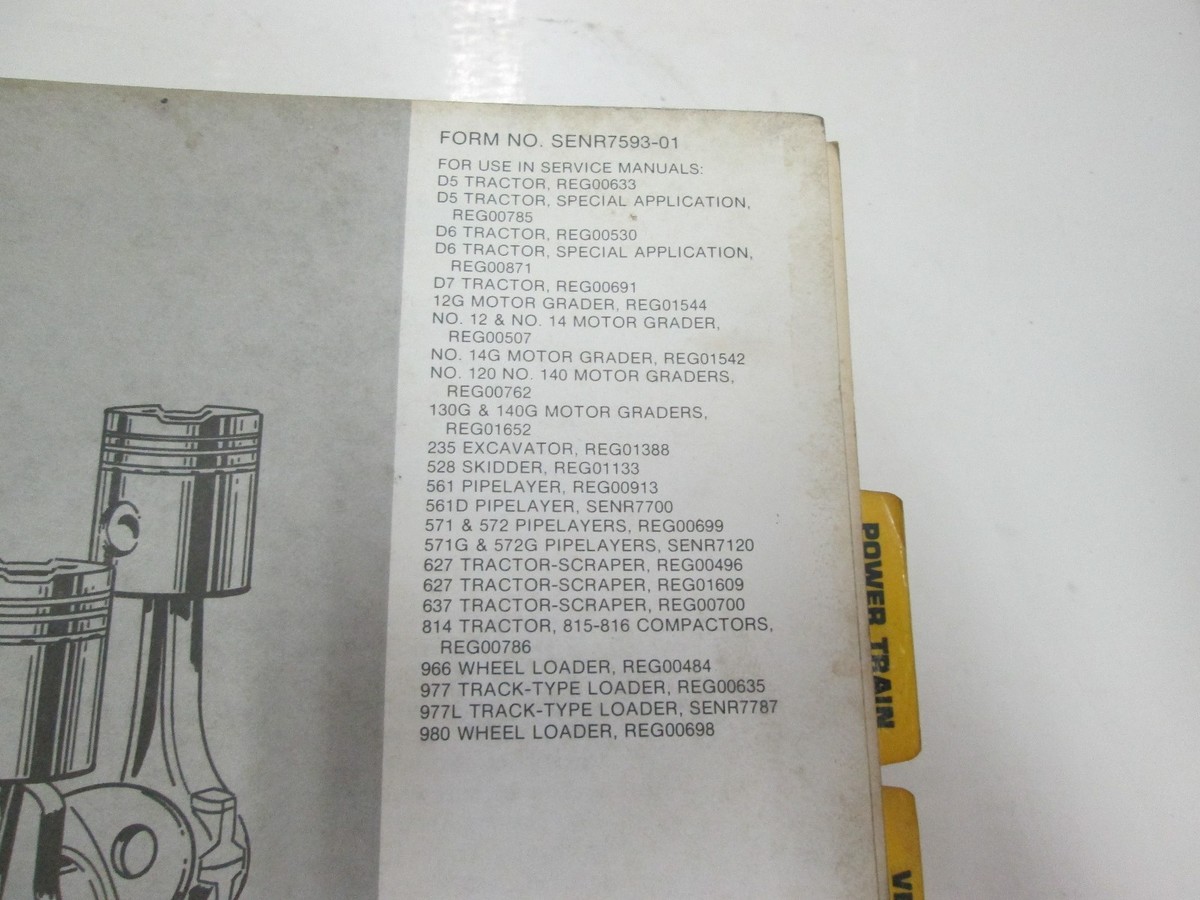 FORM NO. SENR7593-01
FOR USE IN SERVICE MANUALS:
D5 TRACTOR, REG00633
D5 TRACTOR, SPECIAL APPLICATION,
REG00785
D6 TRACTOR, REG00530
D6 TRACTOR, SPECIAL APPLICATION,
REG00871
D7 TRACTOR, REG00691
12G MOTOR GRADER, REG01544
NO. 12 & NO. 14 MOTOR GRADER,
REG00507
NO. 14G MOTOR GRADER, REG01542
NO. 120 NO. 140 MOTOR GRADERS,
REG00762
130G & 140G MOTOR GRADERS,
REG01652
235 EXCAVATOR, REG01388
528 SKIDDER, REG01133
561 PIPELAYER, REG00913
561D PIPELAYER, SENR7700
571 & 572 PIPELAYERS, REG00699
571G & 572G PIPELAYERS, SENR7120
627 TRACTOR-SCRAPER, REG00496
627 TRACTOR-SCRAPER, REG01609
637 TRACTOR-SCRAPER, REG00700
814 TRACTOR, 815-816 COMPACTORS,
REG00786
966 WHEEL LOADER, REG00484
977 TRACK-TYPE LOADER, REG00635
977L TRACK-TYPE LOADER, SENR7787
980 WHEEL LOADER, REG00698
POWER TRAIN